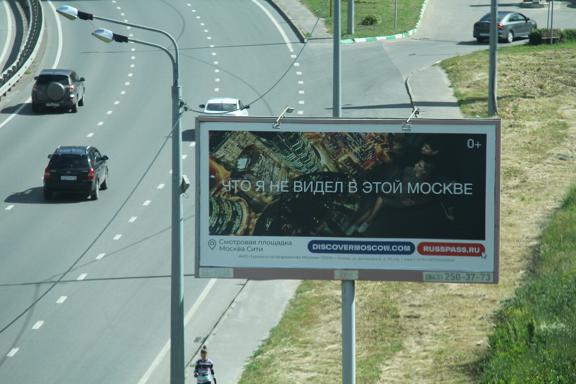 0+
ЧТО Я НЕ ВИДЕЛ В ЭТОЙ МОСКВЕ
Смотровая площадка
Москва Сити
DISCOVERMOSCOW.COM
RUSSPASS.RU
250-37-73